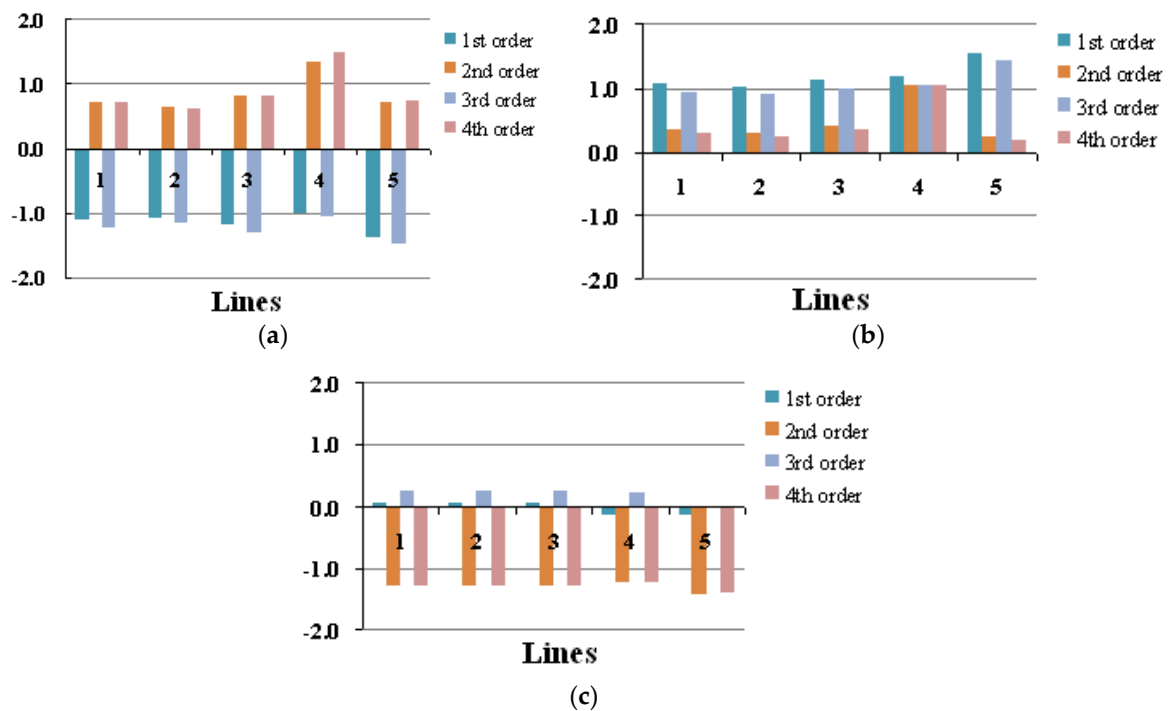 2.0
1.0
0.0
-1.0
-2.0
1 2 3 4 5
Lines
1st order
2nd order
3rd order
4th order
(a)
2.0
1.0
0.0
-1.0
-2.0
1 2 3 4 5
Lines
1st order
2nd order
3rd order
4th order
(b)
2.0
1.0
0.0
-1.0
-2.0
1 2 3 4 5
Lines
1st order
2nd order
3rd order
4th order
(c)